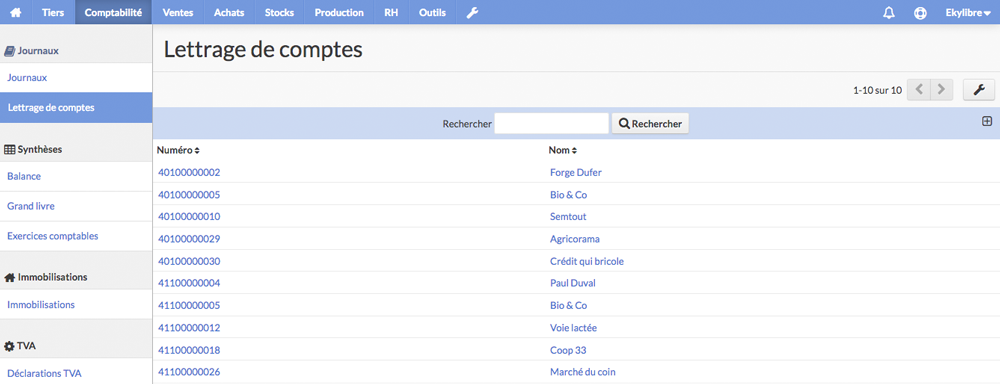 Tiers Comptabilité Ventes Achats Stocks Production RH Outils Ekylibre
Journaux
Journaux
Lettrage de comptes
Synthèses
Balance
Grand livre
Exercices comptables
Immobilisations
Immobilisations
TVA
Déclarations TVA
Lettrage de comptes
1-10 sur 10
Rechercher Rechercher
Numéro Nom
40100000002 Forge Dufer
40100000005 Bio & Co
40100000010 Semtout
40100000029 Agricorama
40100000030 Crédit qui bricole
41100000004 Paul Duval
41100000005 Bio & Co
41100000012 Voie lactée
41100000018 Coop 33
41100000026 Marché du coin